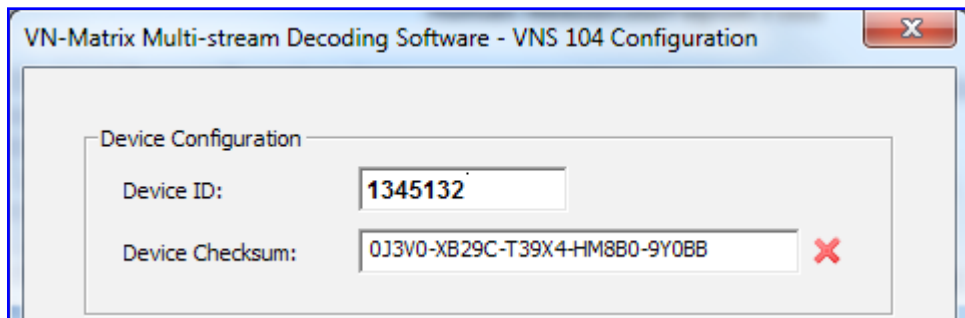 VN-Matrix Multi-stream Decoding Software - VNS 104 Configuration
Device Configuration
Device ID: 1345132
Device Checksum: 0J3V0-XB29C-T39X4-HM8B0-9Y0BB